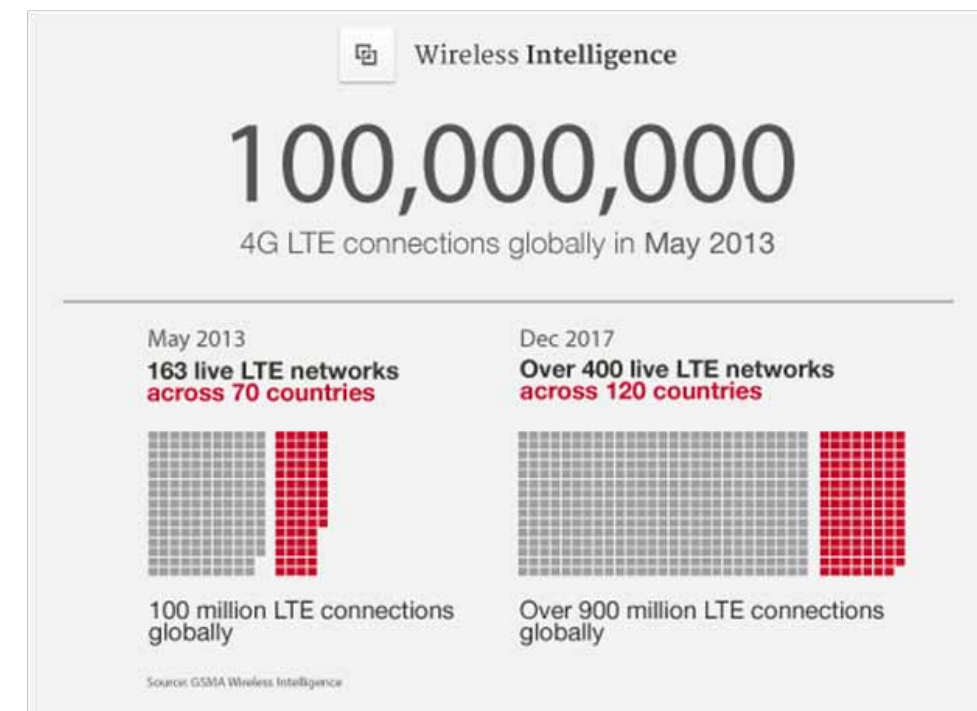 Wireless Intelligence
100,000,000
4G LTE connections globally in May 2013
May 2013
163 live LTE networks
across 70 countries
100 million LTE connections
globally
Dec 2017
Over 400 live LTE networks
across 120 countries
Over 900 million LTE connections
globally
Source: GSMA Wireless Intelligence